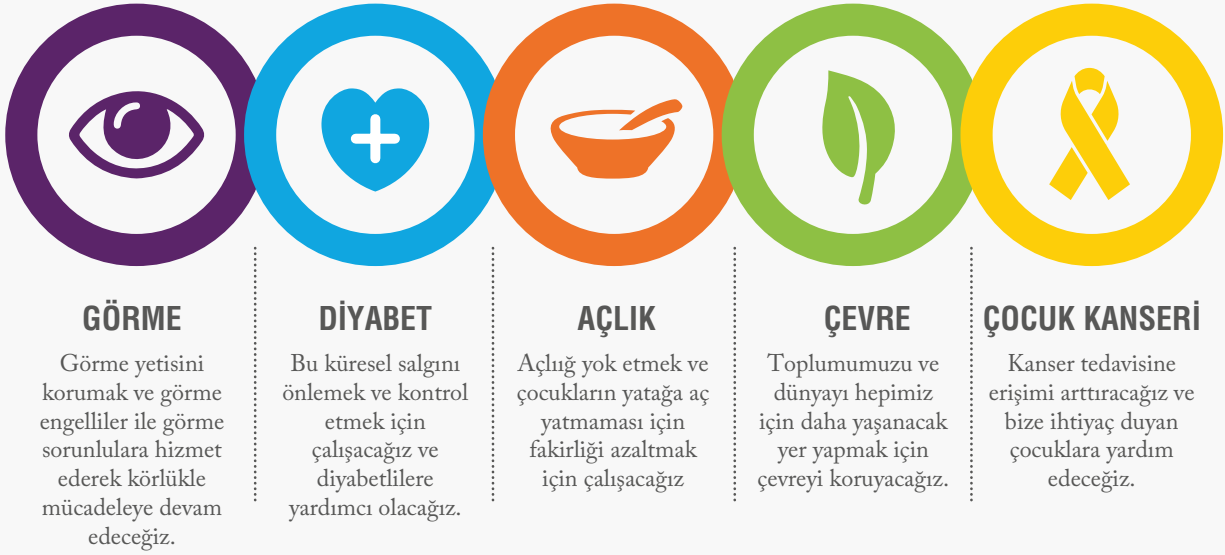 GÖRME
Görme yetisini
korumak ve görme
engelliler ile görme
sorunlulara hizmet
ederek körlükle
mücadeleye devam
edeceğiz.
DİYABET
Bu küresel salgını
önlemek ve kontrol
etmek için
çalışacağız ve
diyabetlilere
yardımcı olacağız.
AÇLIK
Açlıığ yok etmek ve
çocukların yatağa aç
yatmaması için
fakirliği azaltmak
için çalışacağız
ÇEVRE
Toplumumuzu ve
dünyayı hepimiz
için daha yaşanacak
yer yapmak için
çevreyi koruyacağız.
ÇOCUK KANSERİ
Kanser tedavisine
erişimi arttıracağız ve
bize ihtiyaç duyan
çocuklara yardım
edeceğiz.